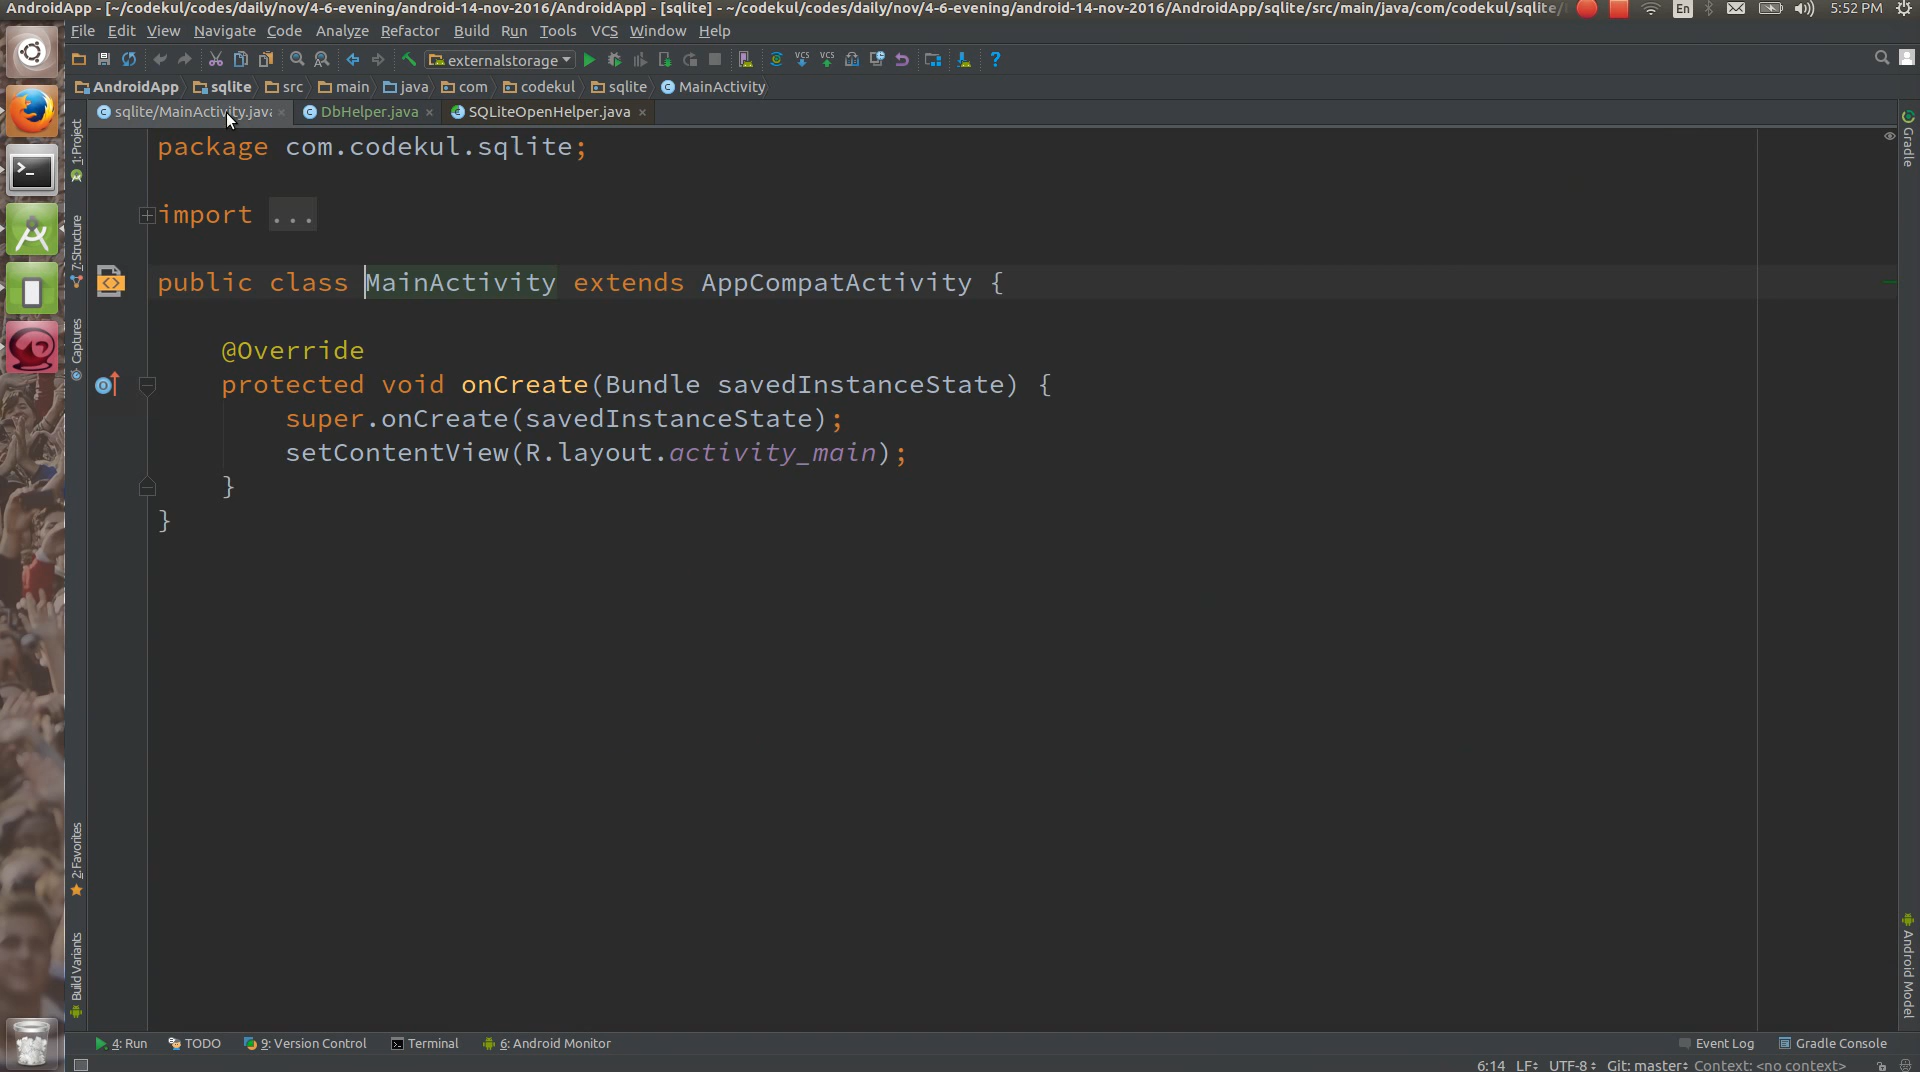 AndroidApp - [~/codekul/codes/daily/nov/4-6-evening/android-14-nov-2016/AndroidApp] - [sqlite] - ~/codekul/codes/daily/nov/4-6-evening/android-14-nov-2016/AndroidApp/sqlite/src/main/java/com/codekul/sqlite/ En 5:52 PM
File Edit View Navigate Code Analyze Refactor Build Run Tools VCS Window Help
externalstorage VCS VCS ?
AndroidApp sqlite src main java com codekul sqlite MainActivity
sqlite/MainActivity.java DbHelper.java SQLiteOpenHelper.java
1: Project
7: Structure
Captures
2: Favorites
Build Variants
package com.codekul.sqlite;
import ...
public class MainActivity extends AppCompatActivity {
@Override
protected void onCreate(Bundle savedInstanceState) {
super.onCreate(savedInstanceState);
setContentView(R.layout.activity_main);
}
}
Gradle
Android Model
4: Run TODO 9: Version Control Terminal 6: Android Monitor Event Log Gradle Console
6:14 LF UTF-8 Git: master Context: <no context>